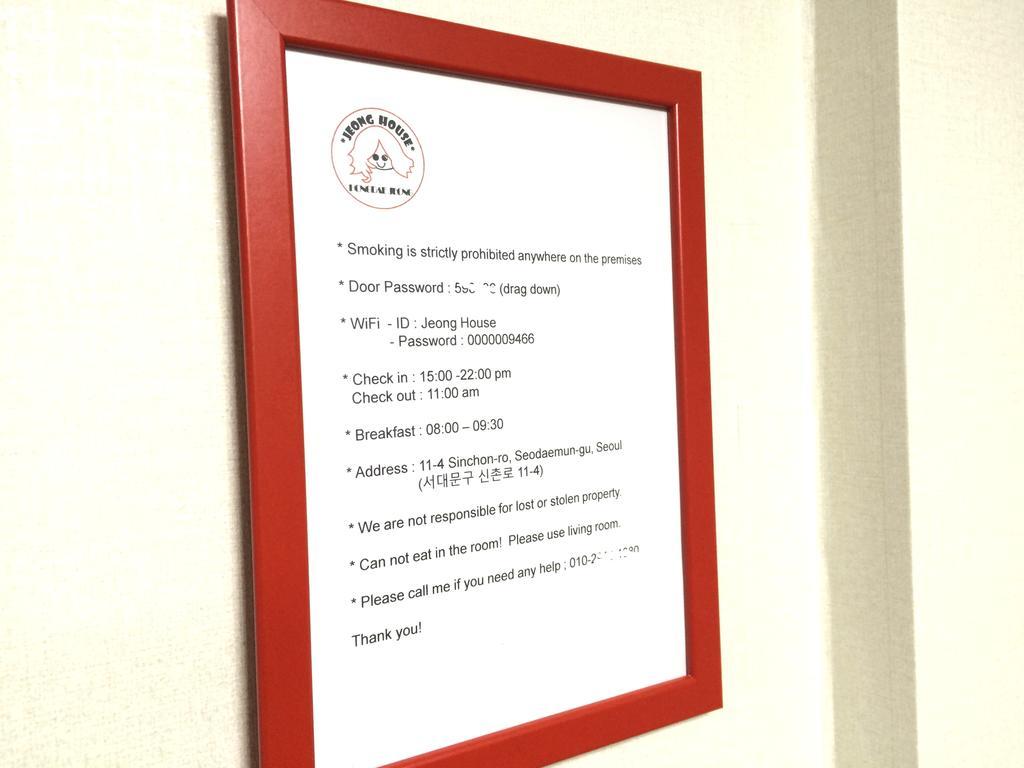 *JEONG HOUSE*
HONGDAE JEONG
* Smoking is strictly prohibited anywhere on the premises
* Door Password : (drag down)
* WiFi - ID : Jeong House
- Password : 0000009466
* Check in : 15:00 -22:00 pm
Check out : 11:00 am
* Breakfast : 08:00 – 09:30
* Address : 11-4 Sinchon-ro, Seodaemun-gu, Seoul
(서대문구 신촌로 11-4)
* We are not responsible for lost or stolen property.
* Can not eat in the room! Please use living room.
* Please call me if you need any help ;
Thank you!